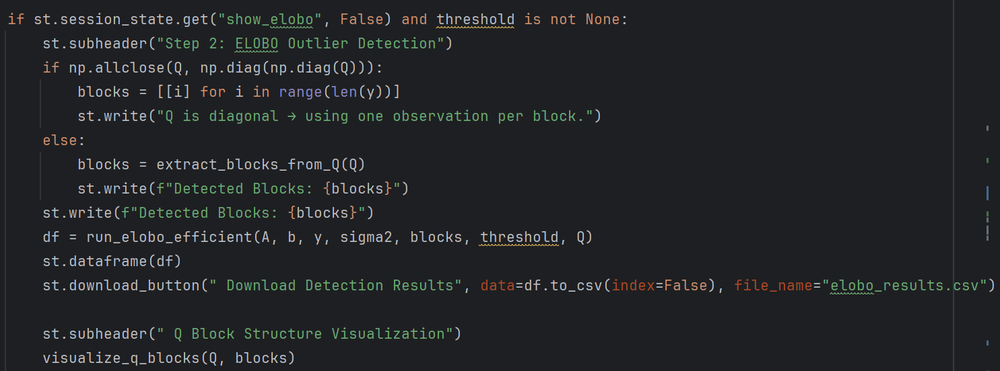 if st.session_state.get("show_elobo", False) and threshold is not None:
    st.subheader("Step 2: ELOBO Outlier Detection")
    if np.allclose(Q, np.diag(np.diag(Q))):
        blocks = [[i] for i in range(len(y))]
        st.write("Q is diagonal → using one observation per block.")
    else:
        blocks = extract_blocks_from_Q(Q)
        st.write(f"Detected Blocks: {blocks}")
    st.write(f"Detected Blocks: {blocks}")
    df = run_elobo_efficient(A, b, y, sigma2, blocks, threshold, Q)
    st.dataframe(df)
    st.download_button(" Download Detection Results", data=df.to_csv(index=False), file_name="elobo_results.csv")
    st.subheader(" Q Block Structure Visualization")
    visualize_q_blocks(Q, blocks)